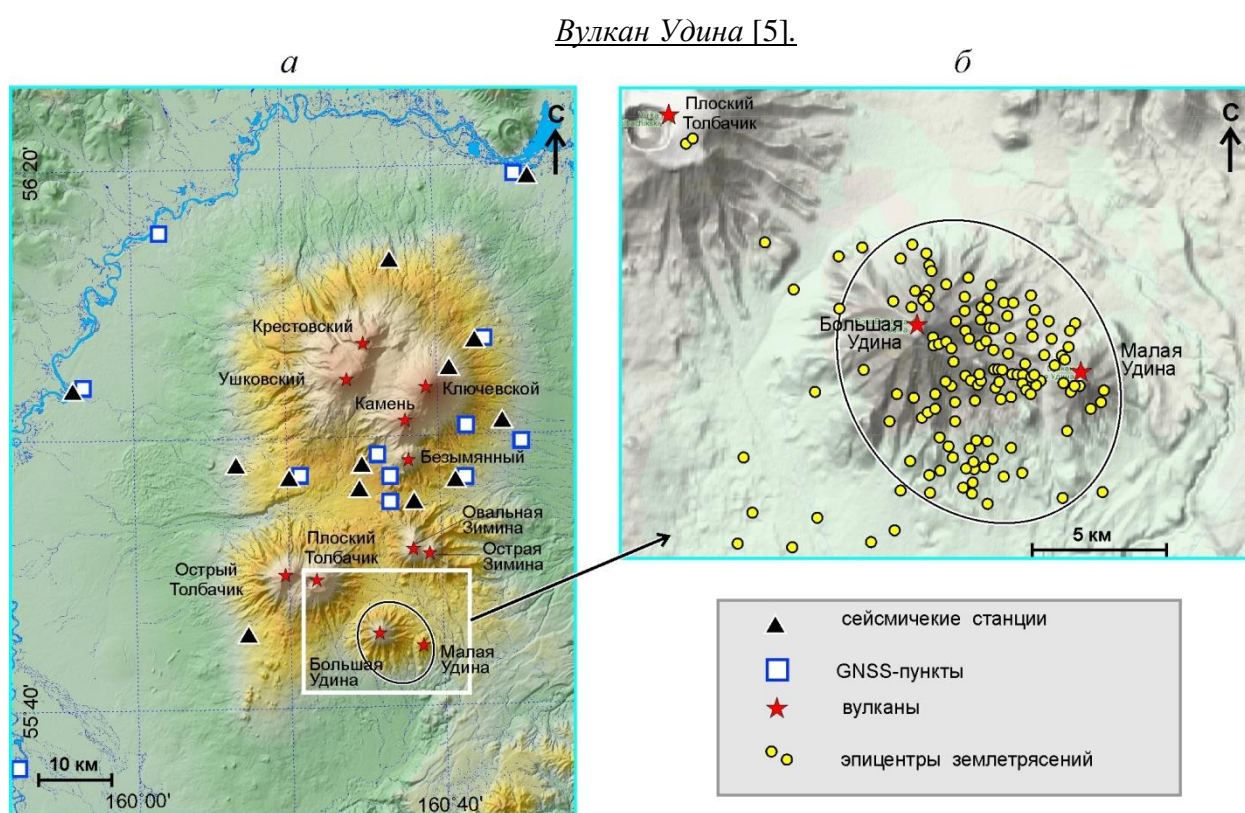 Вулкан Удина [5].
а
б
С
56°20'
Крестовский
Ушковский
Ключевской
Камень
Безымянный
Овальная
Зимина
Плоский
Толбачик
Острая
Зимина
Острый
Толбачик
Большая
Удина
Малая
Удина
55°40'
10 км
160°00'
160°40'
Плоский
Толбачик
С
Большая
Удина
Малая
Удина
5 км
сейсмичекие станции
GNSS-пункты
вулканы
эпицентры землетрясений